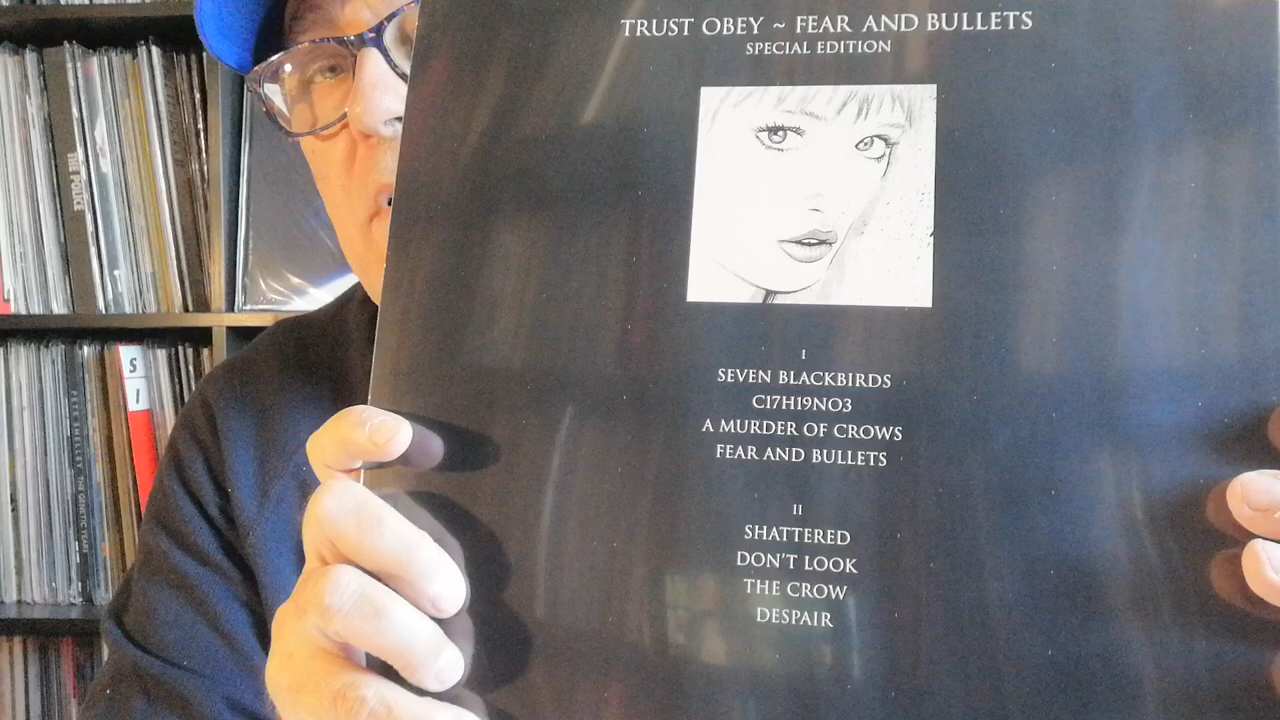 TRUST OBEY ~ FEAR AND BULLETS
SPECIAL EDITION
I
SEVEN BLACKBIRDS
C17H19NO3
A MURDER OF CROWS
FEAR AND BULLETS
II
SHATTERED
DON'T LOOK
THE CROW
DESPAIR
THE POLICE
S
I
PETE SHELLEY · THE GENETIC YEARS